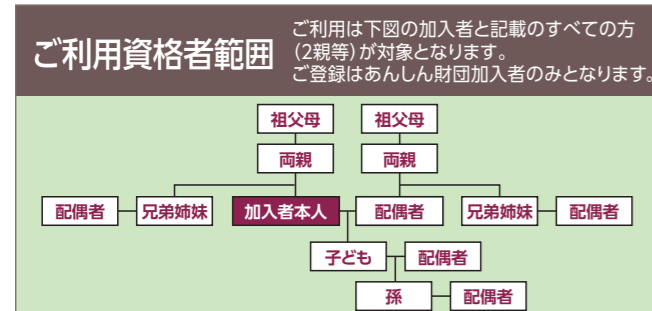 ご利用資格者範囲
ご利用は下図の加入者と記載のすべての方
(2親等)が対象となります。
ご登録はあんしん財団加入者のみとなります。
祖父母 祖父母
両親 両親
配偶者 兄弟姉妹 加入者本人 配偶者 兄弟姉妹 配偶者
子ども 配偶者
孫 配偶者